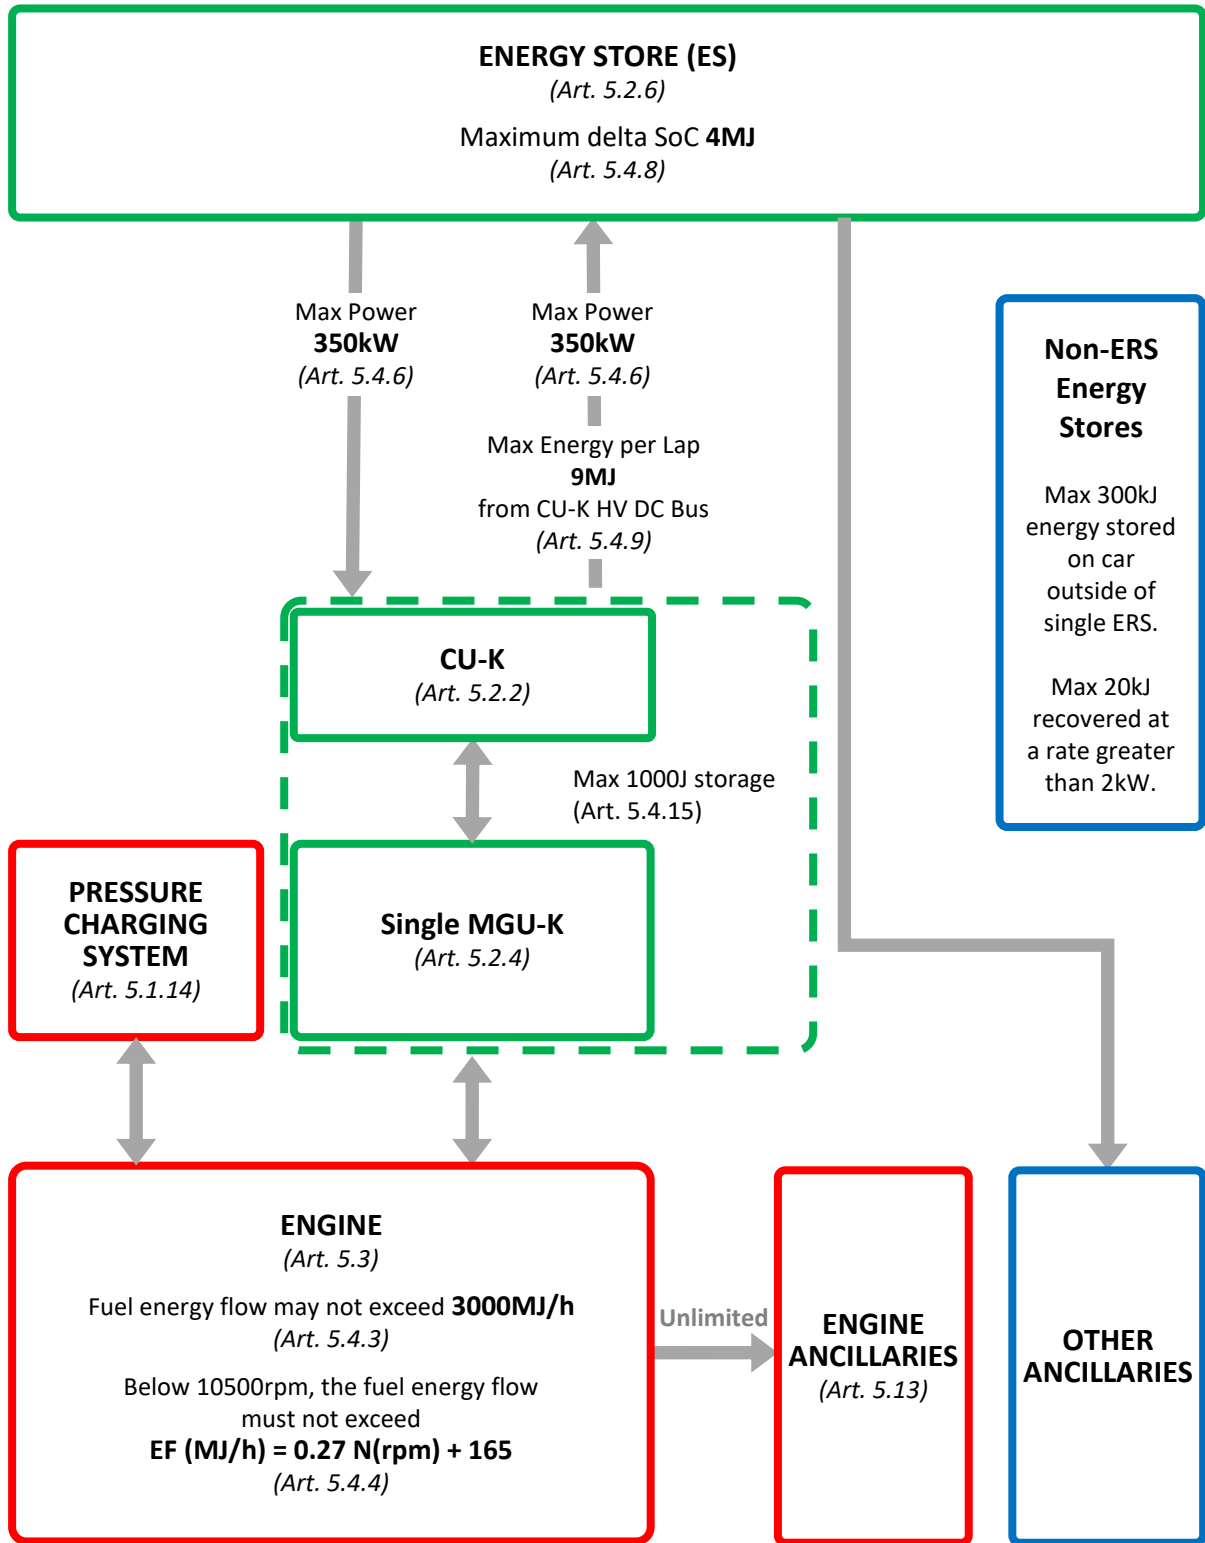 ENERGY STORE (ES)
(Art. 5.2.6)
Maximum delta SoC 4MJ
(Art. 5.4.8)
Max Power
350kW
(Art. 5.4.6)
Max Power
350kW
(Art. 5.4.6)
Max Energy per Lap
9MJ
from CU-K HV DC Bus
(Art. 5.4.9)
Non-ERS
Energy
Stores
Max 300kJ
energy stored
on car
outside of
single ERS.
Max 20kJ
recovered at
a rate greater
than 2kW.
CU-K
(Art. 5.2.2)
Max 1000J storage
(Art. 5.4.15)
PRESSURE
CHARGING
SYSTEM
(Art. 5.1.14)
Single MGU-K
(Art. 5.2.4)
ENGINE
(Art. 5.3)
Fuel energy flow may not exceed 3000MJ/h
(Art. 5.4.3)
Below 10500rpm, the fuel energy flow
must not exceed
EF (MJ/h) = 0.27 N(rpm) + 165
(Art. 5.4.4)
Unlimited
ENGINE
ANCILLARIES
(Art. 5.13)
OTHER
ANCILLARIES